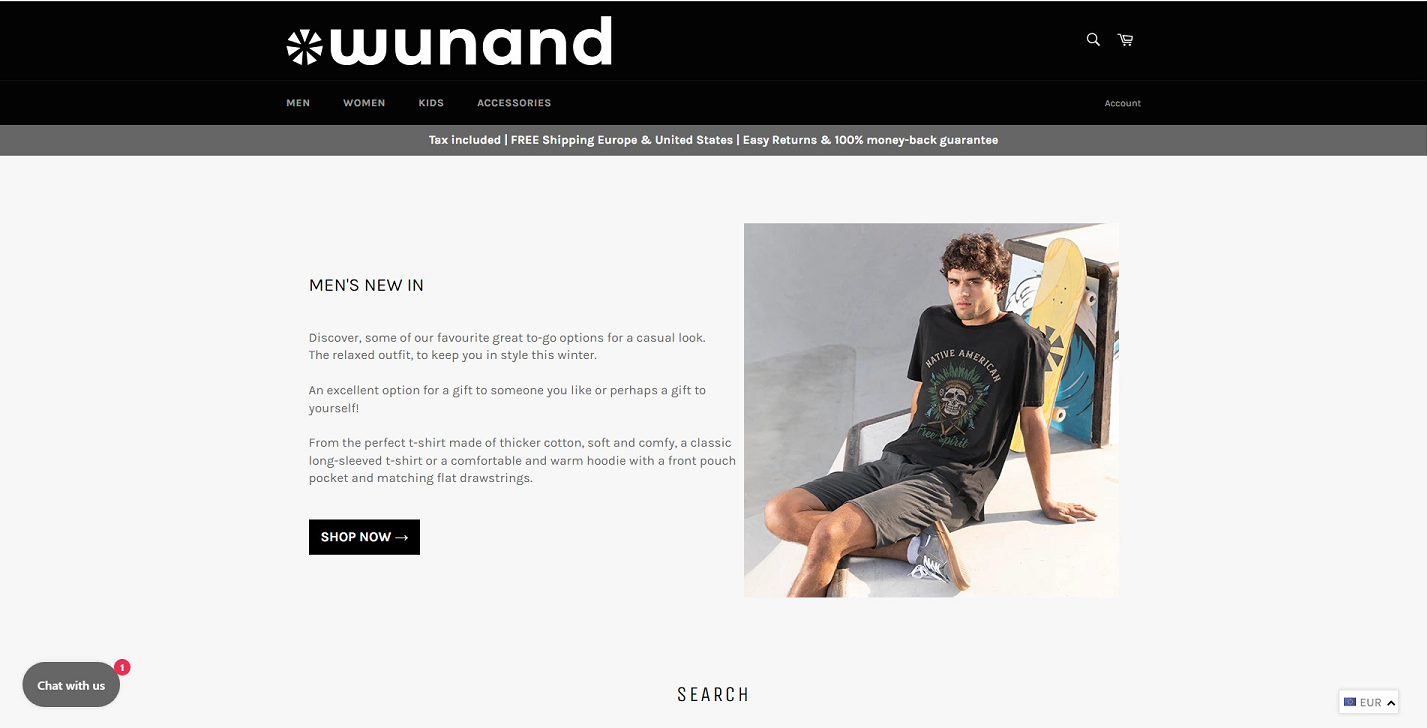 wunand
MEN WOMEN KIDS ACCESSORIES
Account
Tax included | FREE Shipping Europe & United States | Easy Returns & 100% money-back guarantee
MEN'S NEW IN
Discover, some of our favourite great to-go options for a casual look.
The relaxed outfit, to keep you in style this winter.
An excellent option for a gift to someone you like or perhaps a gift to
yourself!
From the perfect t-shirt made of thicker cotton, soft and comfy, a classic
long-sleeved t-shirt or a comfortable and warm hoodie with a front pouch
pocket and matching flat drawstrings.
SHOP NOW →
NATIVE AMERICAN
Free Spirit
1
Chat with us
SEARCH
EUR